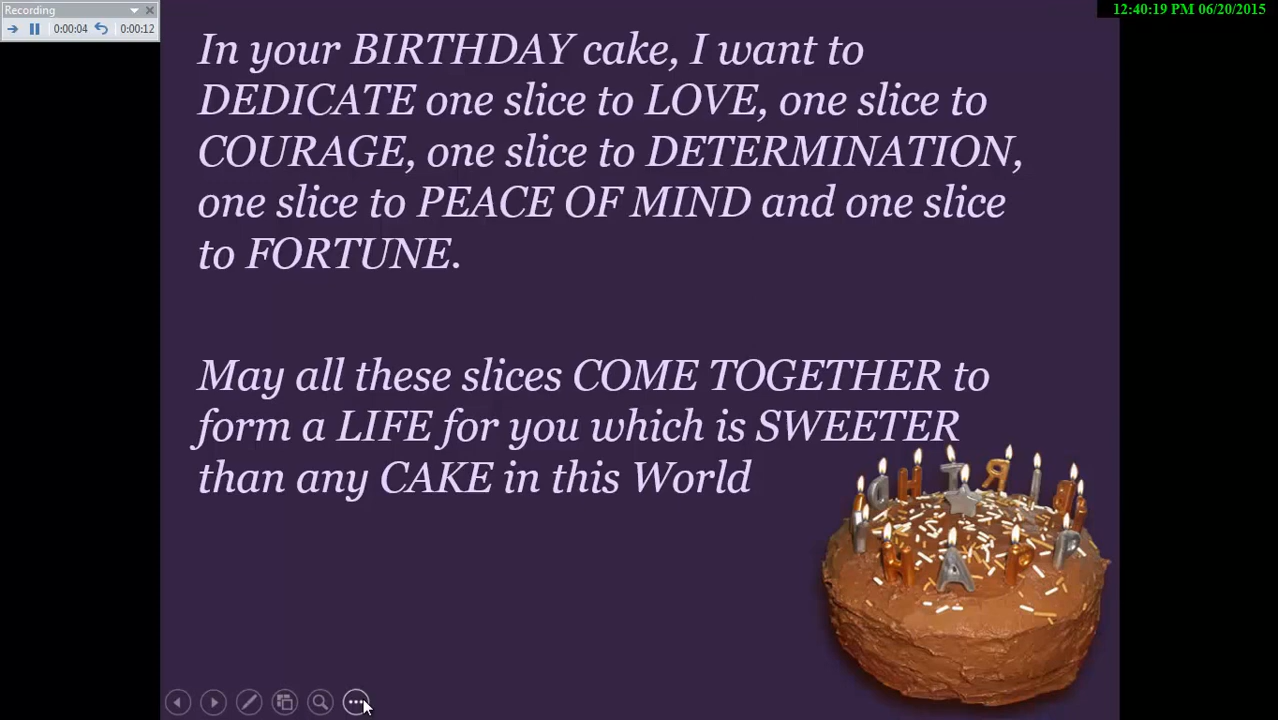 Recording
0:00:04
0:00:12
12:40:19 PM 06/20/2015
In your BIRTHDAY cake, I want to
DEDICATE one slice to LOVE, one slice to
COURAGE, one slice to DETERMINATION,
one slice to PEACE OF MIND and one slice
to FORTUNE.
May all these slices COME TOGETHER to
form a LIFE for you which is SWEETER
than any CAKE in this World
HAPP